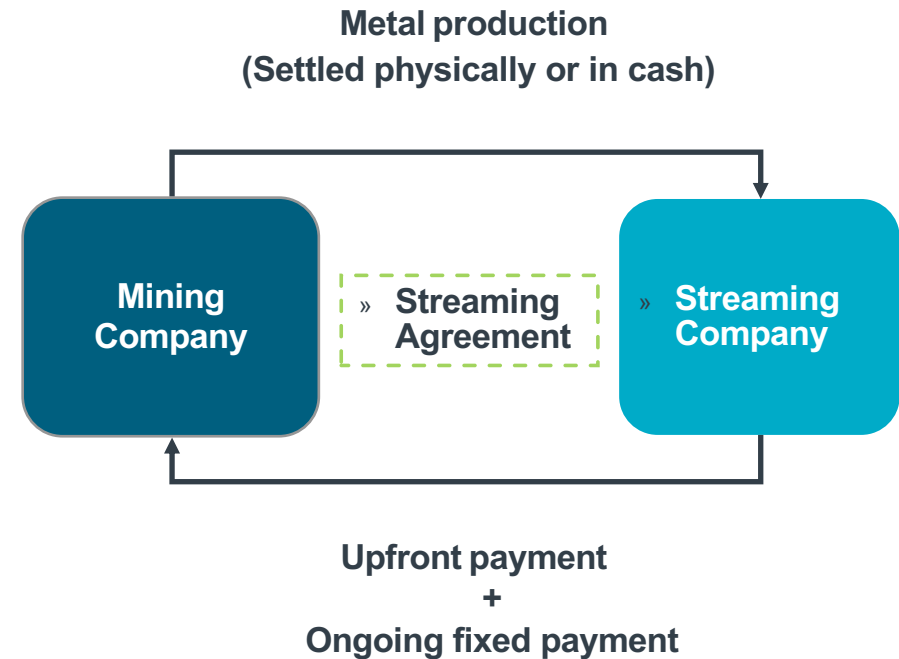 Metal production
(Settled physically or in cash)
Mining
Company
» Streaming
Agreement
» Streaming
Company
Upfront payment
+
Ongoing fixed payment